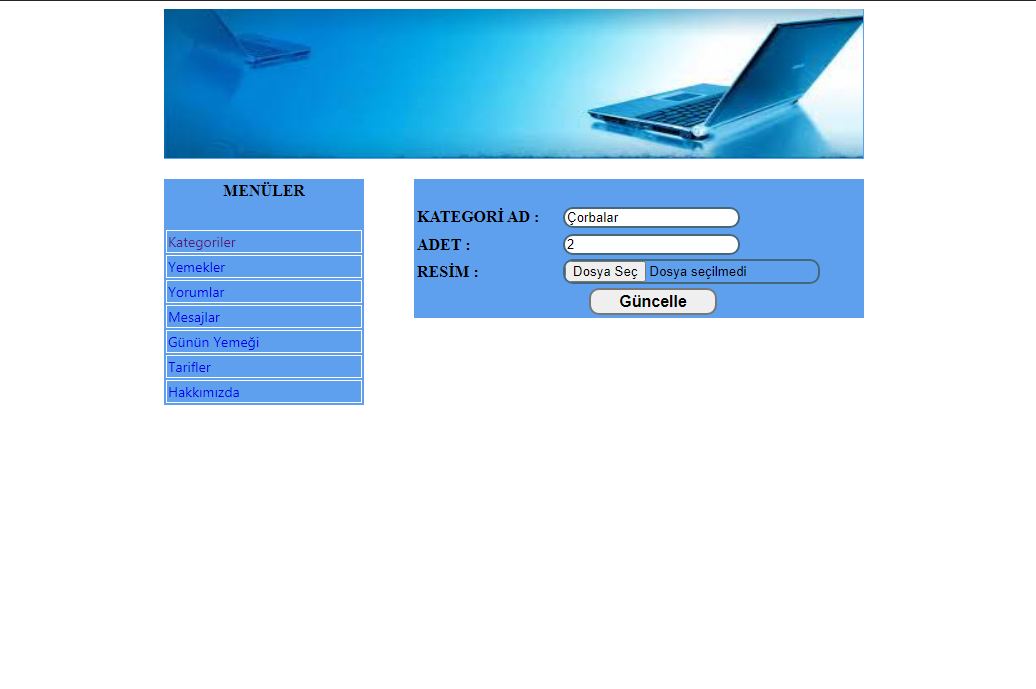 MENÜLER
Kategoriler
Yemekler
Yorumlar
Mesajlar
Günün Yemeği
Tarifler
Hakkımızda
KATEGORİ AD : Çorbalar
ADET : 2
RESİM : Dosya Seç Dosya seçilmedi
Güncelle